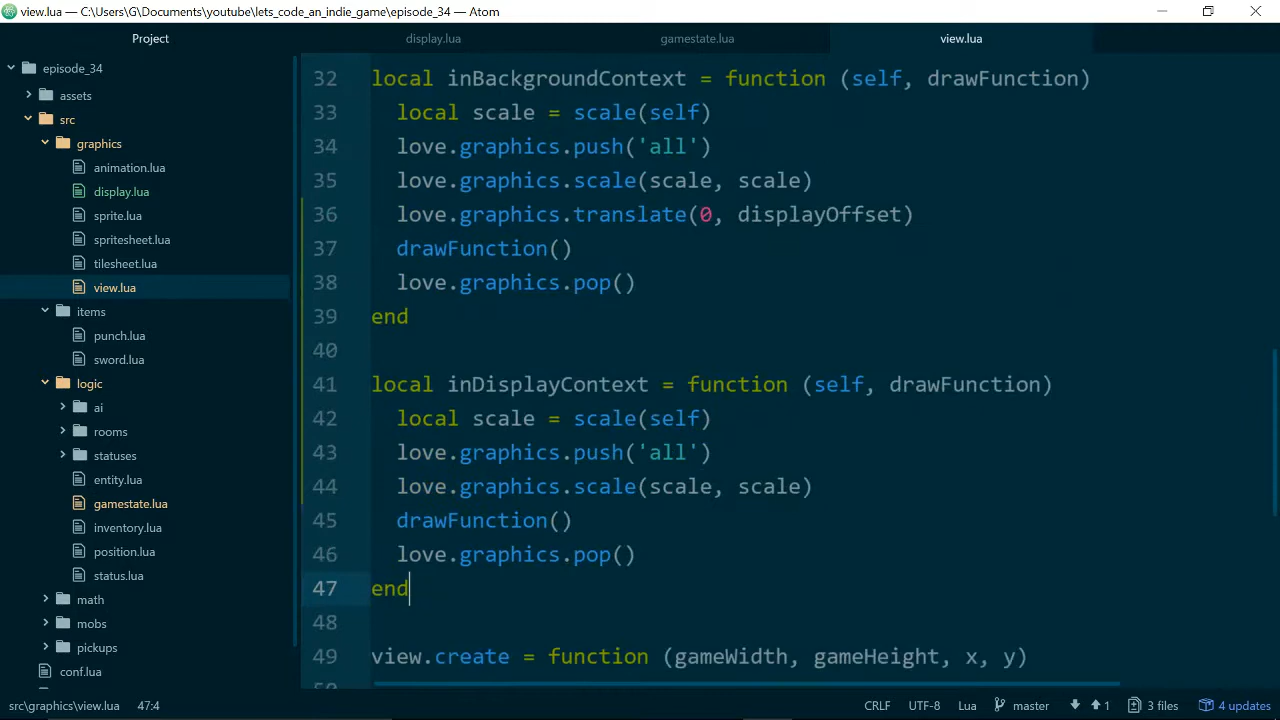 view.lua — C:\Users\G\Documents\youtube\lets_code_an_indie_game\episode_34 — Atom
Project
display.lua
gamestate.lua
view.lua
episode_34
assets
src
graphics
animation.lua
display.lua
sprite.lua
spritesheet.lua
tilesheet.lua
view.lua
items
punch.lua
sword.lua
logic
ai
rooms
statuses
entity.lua
gamestate.lua
inventory.lua
position.lua
status.lua
math
mobs
pickups
conf.lua
32 local inBackgroundContext = function (self, drawFunction)
33 local scale = scale(self)
34 love.graphics.push('all')
35 love.graphics.scale(scale, scale)
36 love.graphics.translate(0, displayOffset)
37 drawFunction()
38 love.graphics.pop()
39 end
40
41 local inDisplayContext = function (self, drawFunction)
42 local scale = scale(self)
43 love.graphics.push('all')
44 love.graphics.scale(scale, scale)
45 drawFunction()
46 love.graphics.pop()
47 end
48
49 view.create = function (gameWidth, gameHeight, x, y)
src\graphics\view.lua 47:4 CRLF UTF-8 Lua master 1 3 files 4 updates